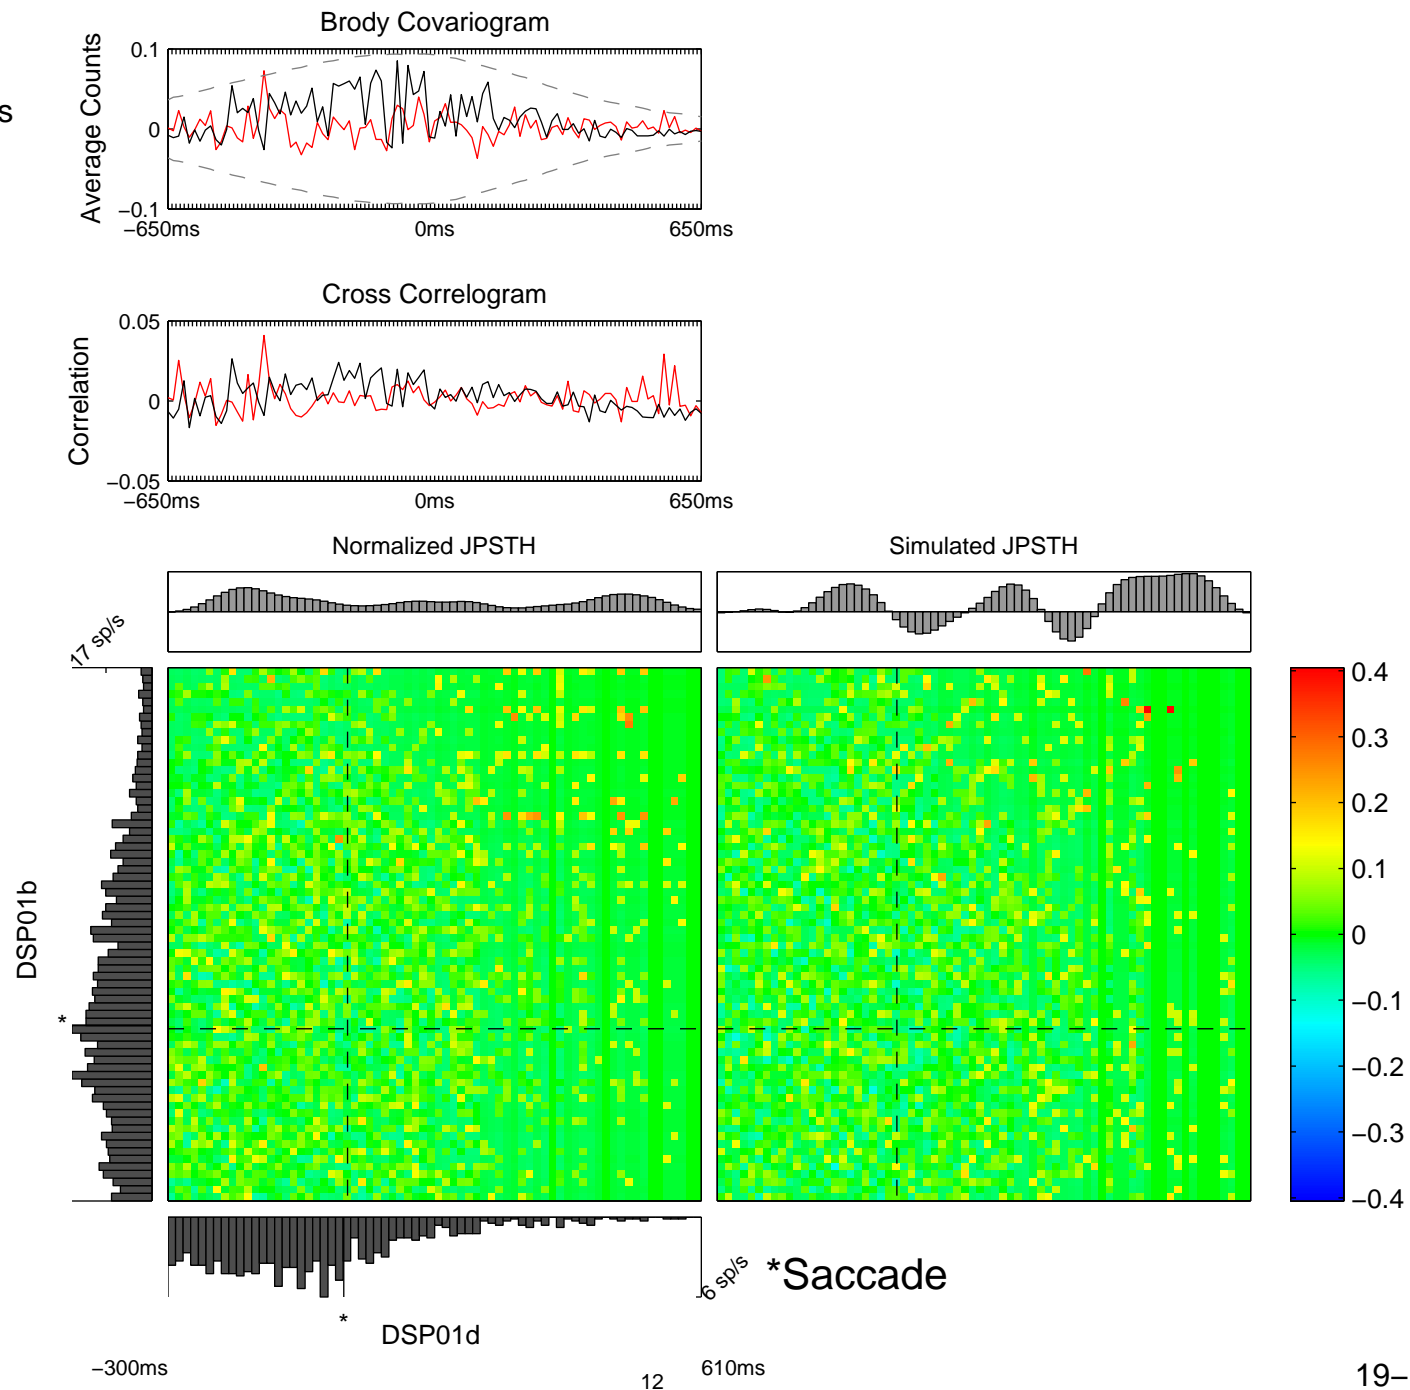 Brody Covariogram
s
Average Counts
0.1
0
−0.1
−650ms 0ms 650ms
Cross Correlogram
Correlation
0.05
0
−0.05
−650ms 0ms 650ms
Normalized JPSTH
Simulated JPSTH
17 sp/s
DSP01b
*
0.4
0.3
0.2
0.1
0
−0.1
−0.2
−0.3
−0.4
6 sp/s
*Saccade
*
DSP01d
−300ms 610ms
12
19−